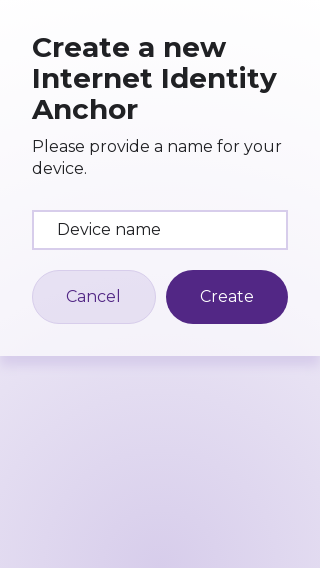 Create a new
Internet Identity
Anchor
Please provide a name for your
device.
Device name
Cancel
Create